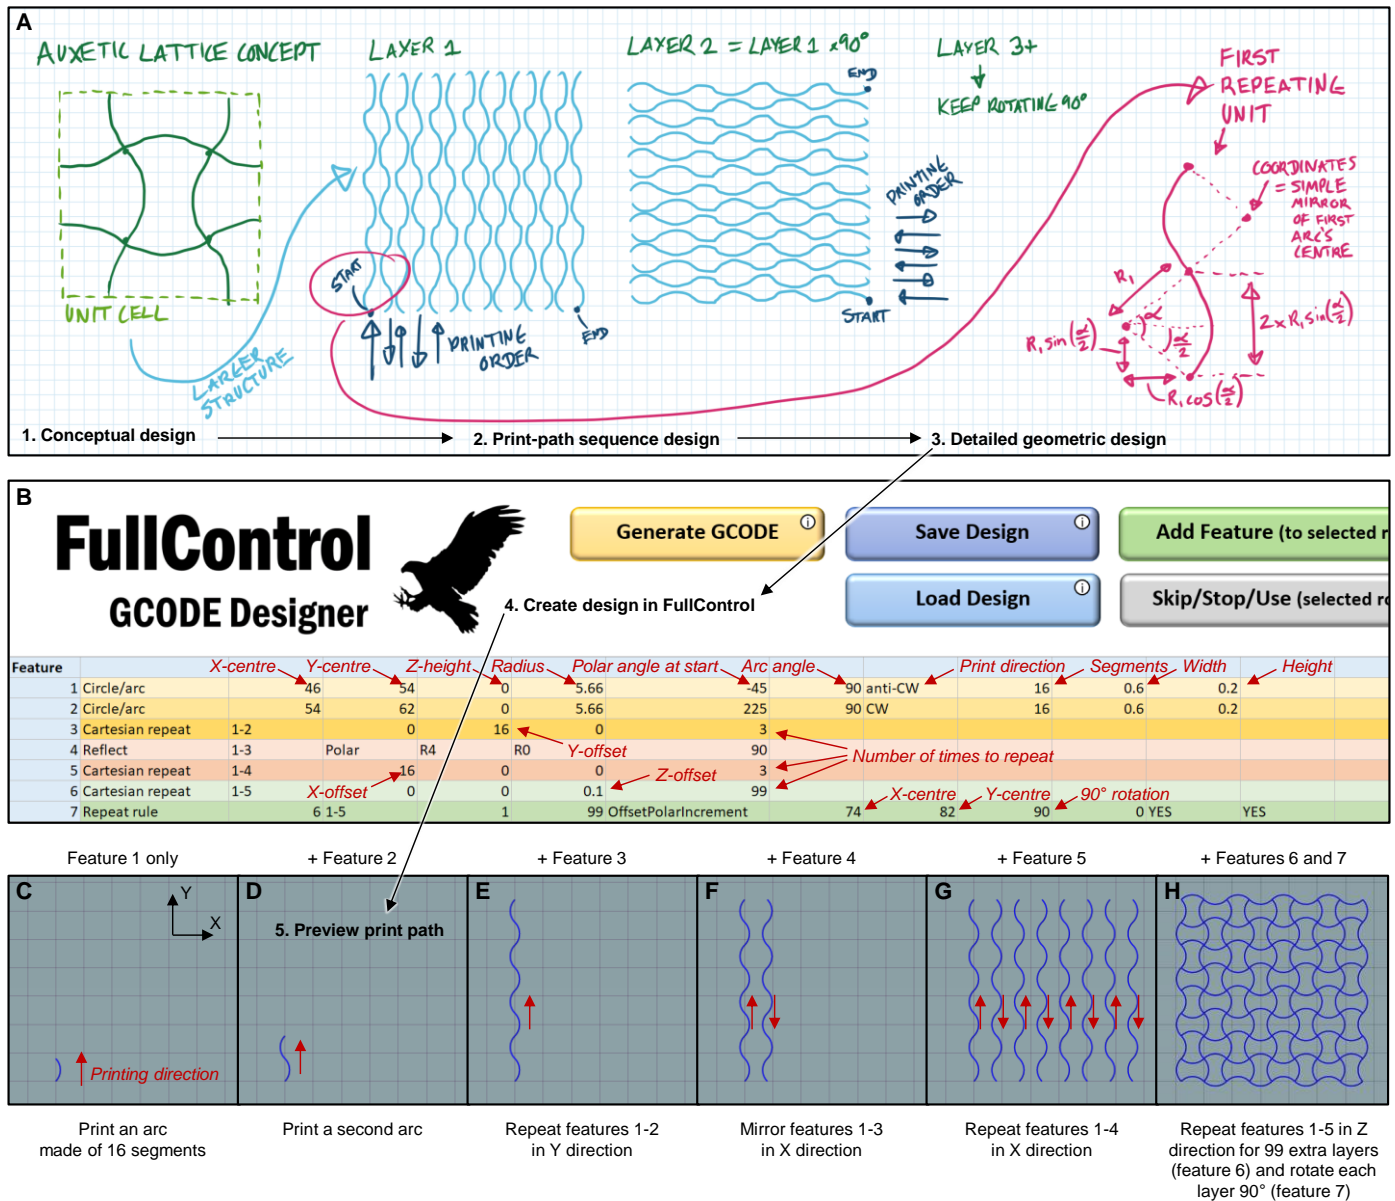 A
AUXETIC LATTICE CONCEPT
LAYER 1
LAYER 2 = LAYER 1 x90°
LAYER 3+
KEEP ROTATING 90°
FIRST
REPEATING
UNIT
COORDINATES
= SIMPLE
MIRROR
OF FIRST
ARC'S
CENTRE
END
PRINTING
ORDER
START
UNIT CELL
LARGER
STRUCTURE
START
PRINTING
ORDER
END
R₁
α
α/2
R₁sin(α/2)
R₁cos(α/2)
2xR₁sin(α/2)
1. Conceptual design
2. Print-path sequence design
3. Detailed geometric design
B
FullControl
GCODE Designer
Generate GCODE
Save Design
Add Feature (to selected r
Load Design
Skip/Stop/Use (selected ro
4. Create design in FullControl
Feature X-centre Y-centre Z-height Radius Polar angle at start Arc angle Print direction Segments Width Height
1 Circle/arc 46 54 0 5.66 -45 90 anti-CW 16 0.6 0.2
2 Circle/arc 54 62 0 5.66 225 90 CW 16 0.6 0.2
3 Cartesian repeat 1-2 0 16 0 3
4 Reflect 1-3 Polar R4 R0 90
Y-offset
Number of times to repeat
5 Cartesian repeat 1-4 16 0 0 3
Z-offset
6 Cartesian repeat 1-5 0 0 0.1 99
X-offset
X-centre Y-centre 90° rotation
7 Repeat rule 6 1-5 1 99 OffsetPolarIncrement 74 82 90 0 YES YES
Feature 1 only
+ Feature 2
+ Feature 3
+ Feature 4
+ Feature 5
+ Features 6 and 7
C
Y
X
Printing direction
D
5. Preview print path
E
F
G
H
Print an arc
made of 16 segments
Print a second arc
Repeat features 1-2
in Y direction
Mirror features 1-3
in X direction
Repeat features 1-4
in X direction
Repeat features 1-5 in Z
direction for 99 extra layers
(feature 6) and rotate each
layer 90° (feature 7)